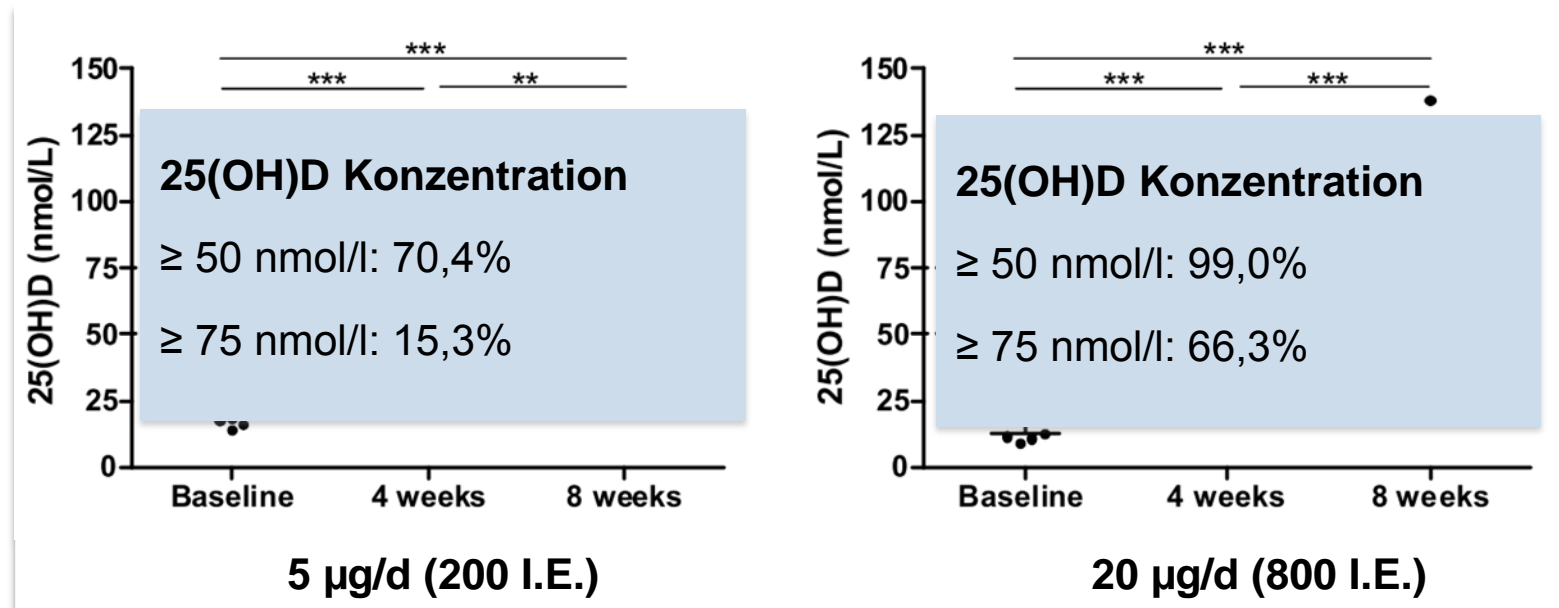 ***
*** **
150
125
100
75
50
25
0
25(OH)D (nmol/L)
25(OH)D Konzentration
≥ 50 nmol/l: 70,4%
≥ 75 nmol/l: 15,3%
Baseline 4 weeks 8 weeks
5 µg/d (200 I.E.)
***
*** ***
150
125
100
75
50
25
0
25(OH)D (nmol/L)
25(OH)D Konzentration
≥ 50 nmol/l: 99,0%
≥ 75 nmol/l: 66,3%
Baseline 4 weeks 8 weeks
20 µg/d (800 I.E.)